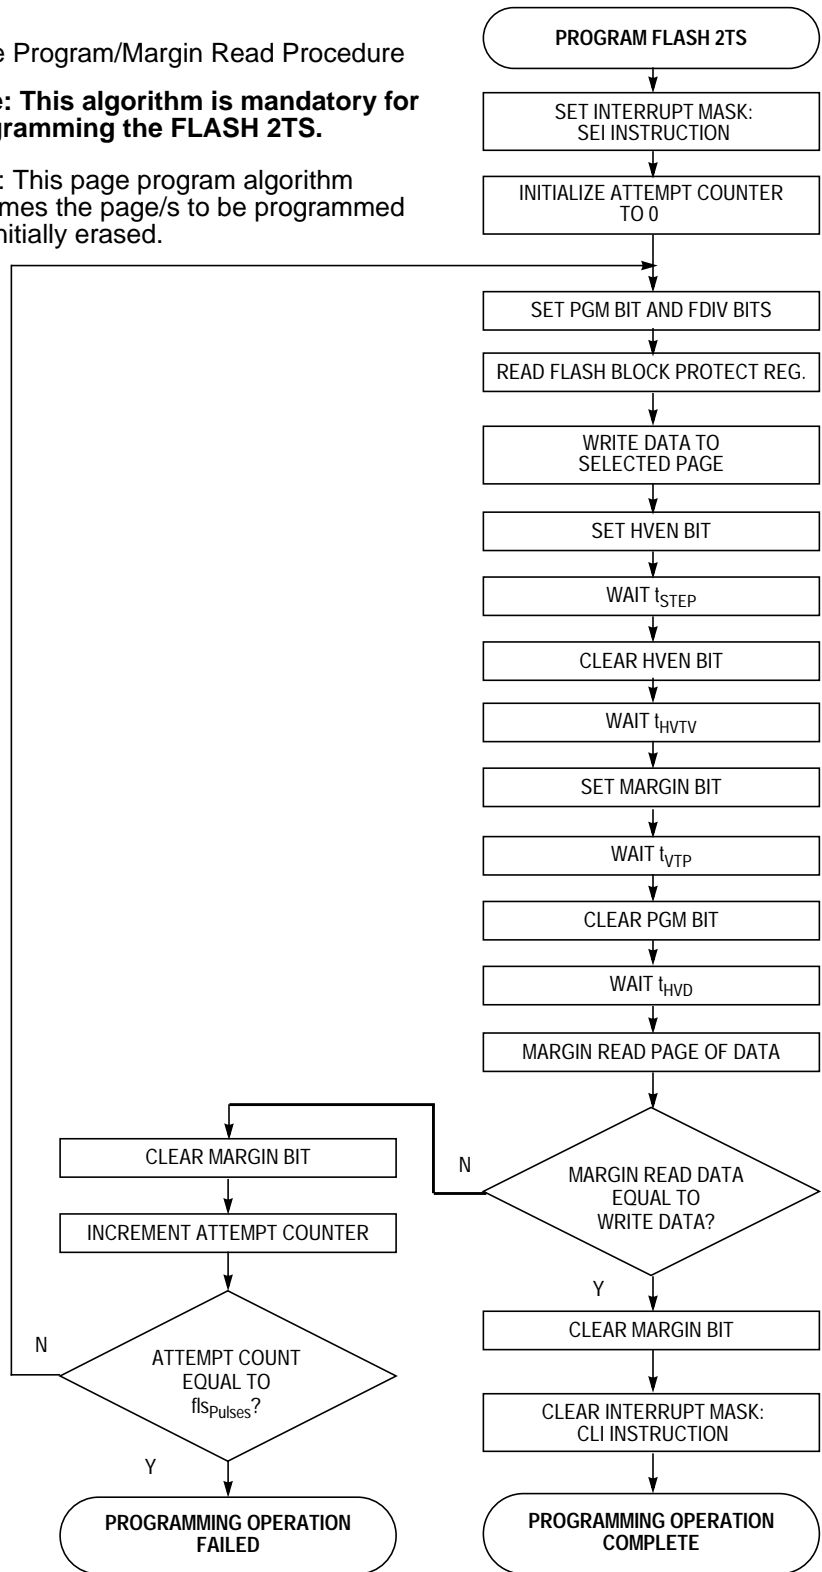 e Program/Margin Read Procedure
e: This algorithm is mandatory for
gramming the FLASH 2TS.
: This page program algorithm
mes the page/s to be programmed
nitially erased.
PROGRAM FLASH 2TS
SET INTERRUPT MASK:
SEI INSTRUCTION
INITIALIZE ATTEMPT COUNTER
TO 0
SET PGM BIT AND FDIV BITS
READ FLASH BLOCK PROTECT REG.
WRITE DATA TO
SELECTED PAGE
SET HVEN BIT
WAIT tSTEP
CLEAR HVEN BIT
WAIT tHVTV
SET MARGIN BIT
WAIT tVTP
CLEAR PGM BIT
WAIT tHVD
MARGIN READ PAGE OF DATA
MARGIN READ DATA
EQUAL TO
WRITE DATA?
N
Y
CLEAR MARGIN BIT
INCREMENT ATTEMPT COUNTER
ATTEMPT COUNT
EQUAL TO
flsPulses?
N
Y
PROGRAMMING OPERATION
FAILED
CLEAR MARGIN BIT
CLEAR INTERRUPT MASK:
CLI INSTRUCTION
PROGRAMMING OPERATION
COMPLETE